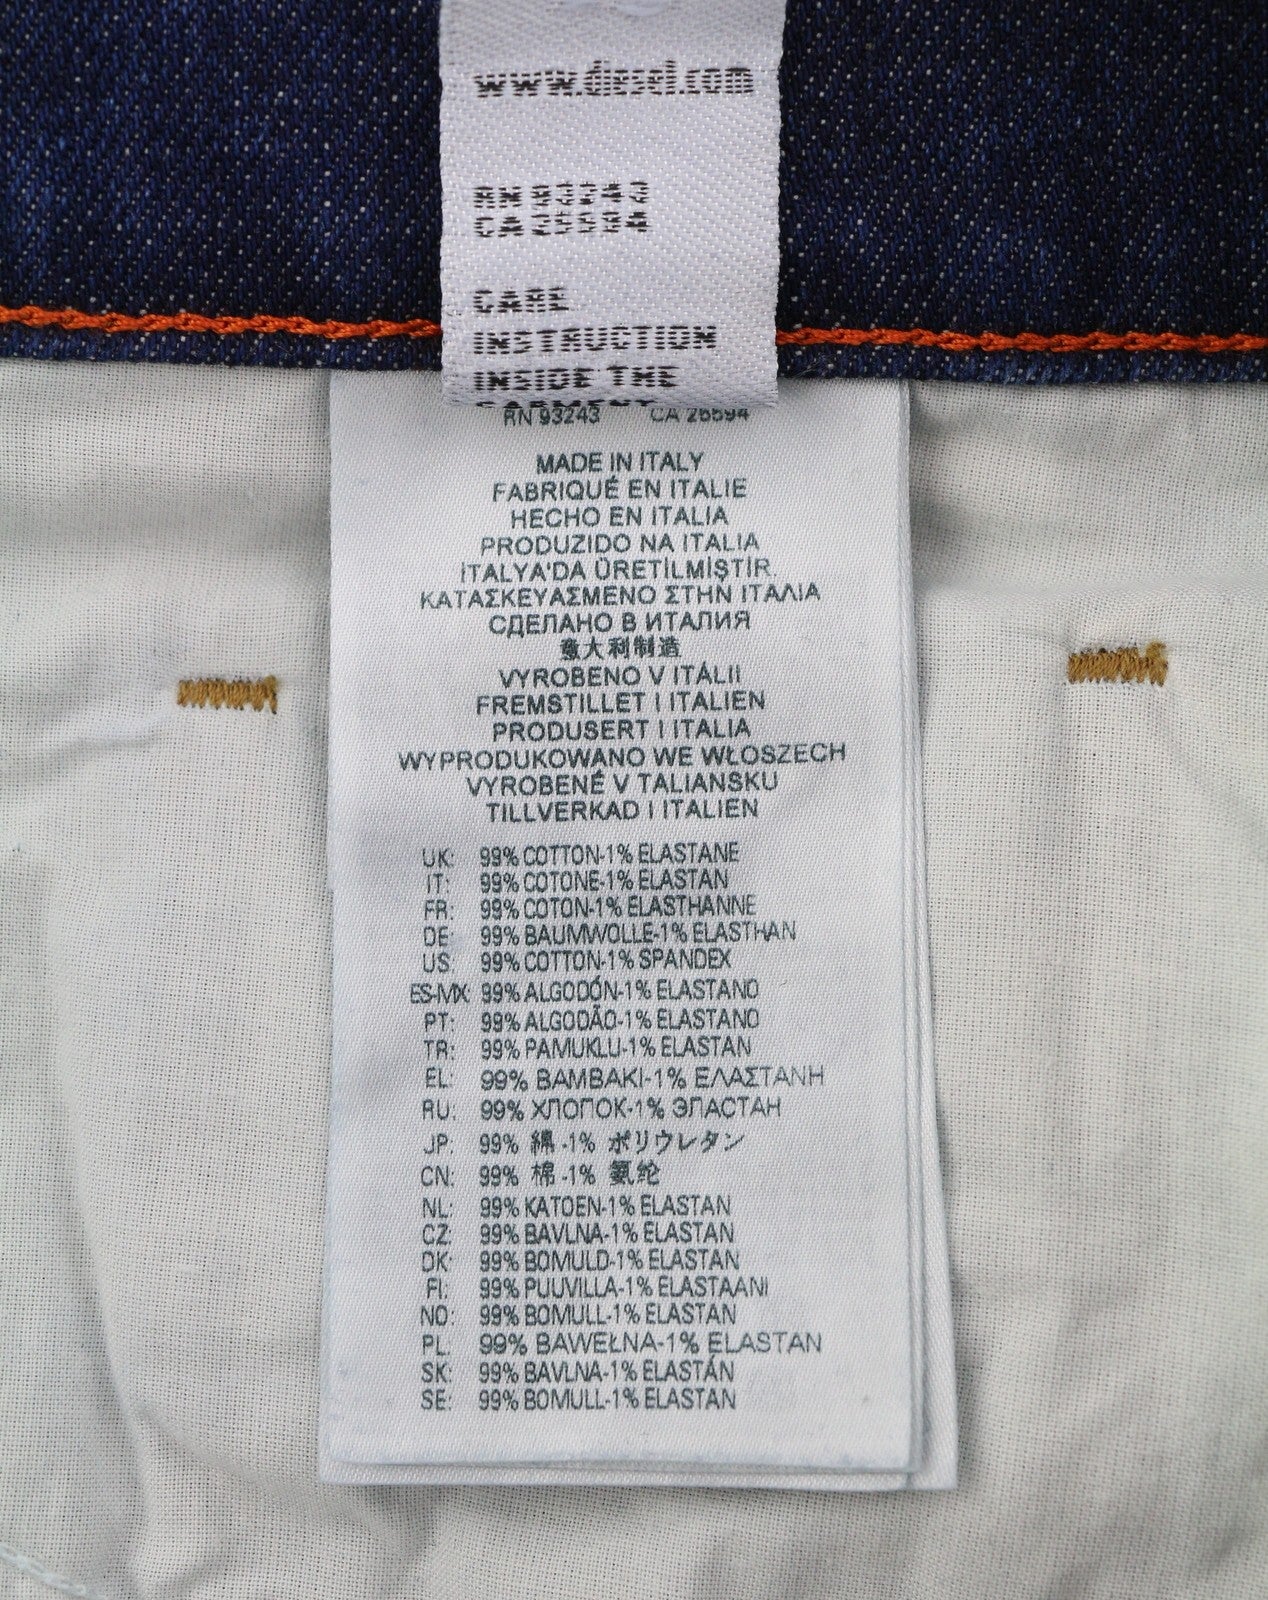 www.diesel.com
RN 93243
CA 25594
CARE
INSTRUCTION
INSIDE THE
GARMENT
RN 93243 CA 25594
MADE IN ITALY
FABRIQUÉ EN ITALIE
HECHO EN ITALIA
PRODUZIDO NA ITALIA
İTALYA'DA ÜRETİLMİŞTİR.
ΚΑΤΑΣΚΕΥΑΣΜΕΝΟ ΣΤΗΝ ΙΤΑΛΙΑ
СДЕЛАНО В ИТАЛИЯ
意大利制造
VYROBENO V ITÁLII
FREMSTILLET I ITALIEN
PRODUSERT I ITALIA
WYPRODUKOWANO WE WŁOSZECH
VYROBENÉ V TALIANSKU
TILLVERKAD I ITALIEN
UK: 99% COTTON-1% ELASTANE
IT: 99% COTONE-1% ELASTAN
FR: 99% COTON-1% ELASTHANNE
DE: 99% BAUMWOLLE-1% ELASTHAN
US: 99% COTTON-1% SPANDEX
ES-MX: 99% ALGODÓN-1% ELASTANO
PT: 99% ALGODÃO-1% ELASTANO
TR: 99% PAMUKLU-1% ELASTAN
EL: 99% ΒΑΜΒΑΚΙ-1% ΕΛΑΣΤΑΝΗ
RU: 99% ХЛОПОК-1% ЭЛАСТАН
JP: 99% 綿 -1% ポリウレタン
CN: 99% 棉 -1% 氨纶
NL: 99% KATOEN-1% ELASTAN
CZ: 99% BAVLNA-1% ELASTAN
DK: 99% BOMULD-1% ELASTAN
FI: 99% PUUVILLA-1% ELASTAANI
NO: 99% BOMULL-1% ELASTAN
PL: 99% BAWEŁNA-1% ELASTAN
SK: 99% BAVLNA-1% ELASTÁN
SE: 99% BOMULL-1% ELASTAN